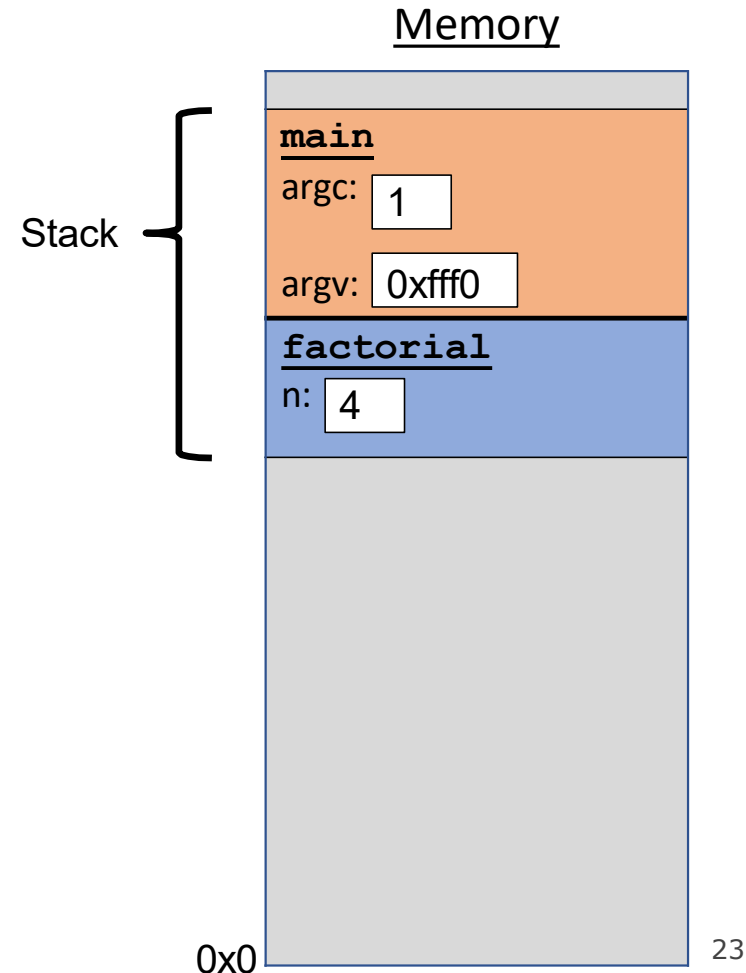 Memory
main
argc: 1
Stack
argv: 0xfff0
factorial
n: 4
0x0
23